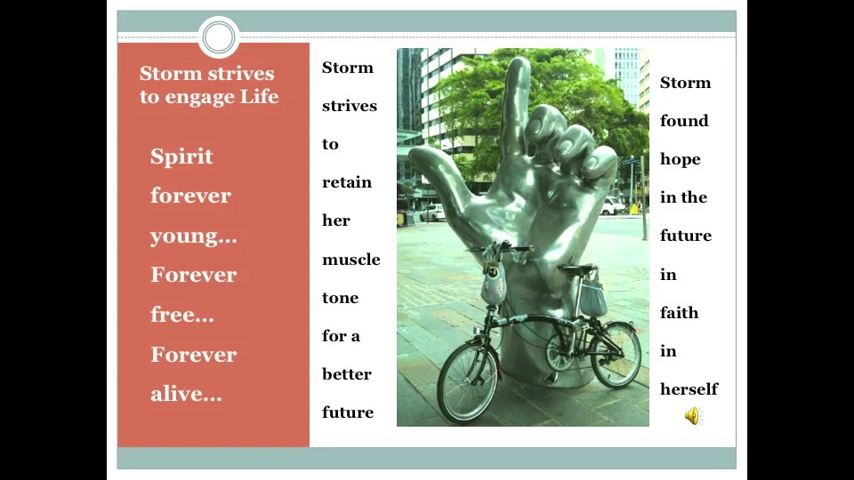 Storm strives
to engage Life
Spirit
forever
young...
Forever
free...
Forever
alive...
Storm
strives
to
retain
her
muscle
tone
for a
better
future
Storm
found
hope
in the
future
in
faith
in
herself